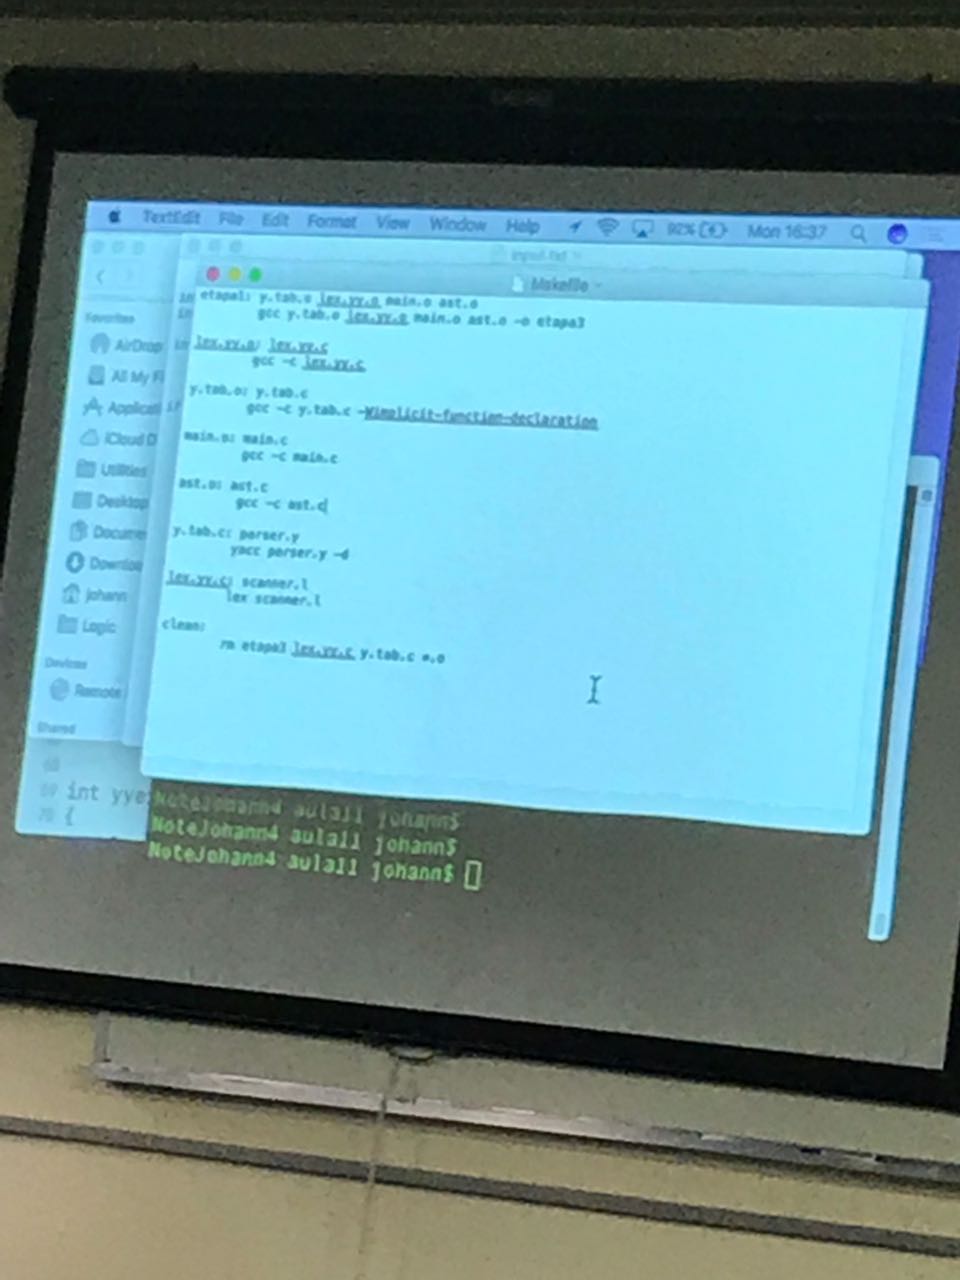 TextEdit File Edit Format View Window Help 92% Mon 16:37
input.txt
Makefile
etapa1: y.tab.o lex.yy.o main.o ast.o
gcc y.tab.o lex.yy.o main.o ast.o -o etapa3
lex.yy.o: lex.yy.c
gcc -c lex.yy.c
y.tab.o: y.tab.c
gcc -c y.tab.c -Wimplicit-function-declaration
main.o: main.c
gcc -c main.c
ast.o: ast.c
gcc -c ast.c
y.tab.c: parser.y
yacc parser.y -d
lex.yy.c: scanner.l
lex scanner.l
clean:
rm etapa3 lex.yy.c y.tab.c *.o
Favorites
AirDrop
All My Fi
Applicati
iCloud D
Utilities
Desktop
Docume
Downloa
johann
Logic
Devices
Remote
Shared
68
69 int yye
70 {
NoteJohann4 aula11 johann$
NoteJohann4 aula11 johann$
NoteJohann4 aula11 johann$